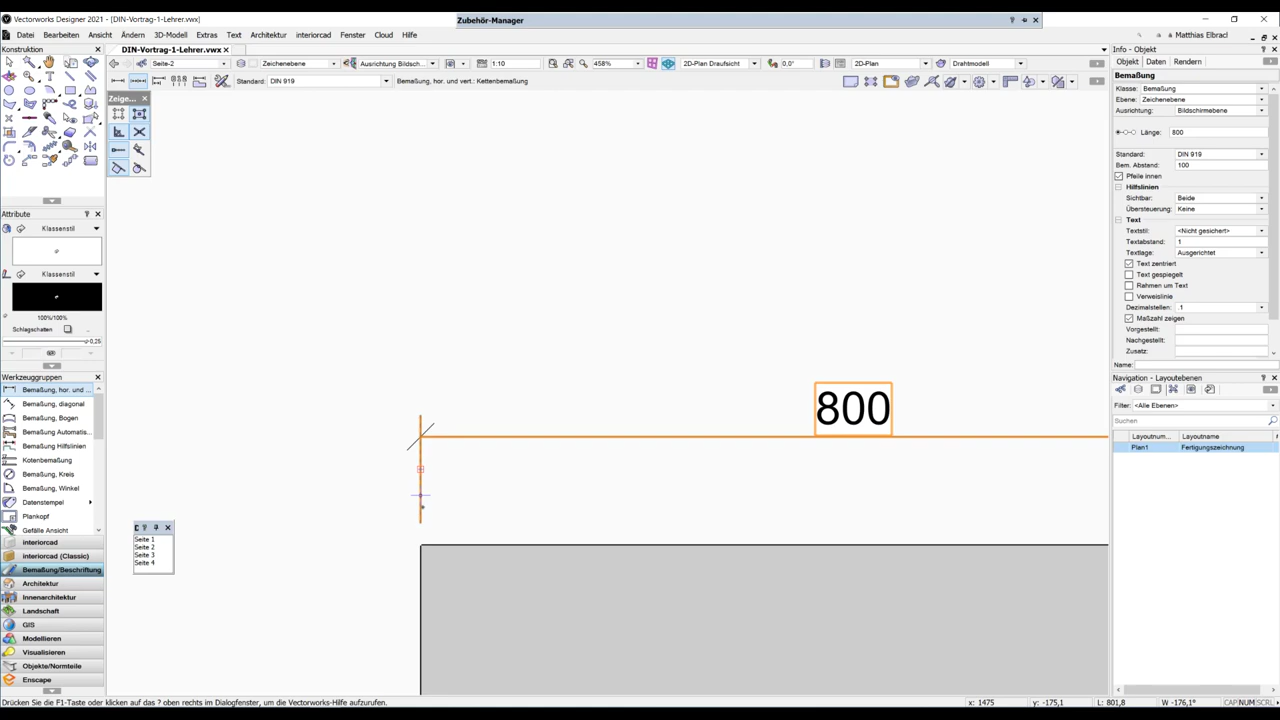 Vectorworks Designer 2021 - [DIN-Vortrag-1-Lehrer.vwx]
Zubehör-Manager
Datei Bearbeiten Ansicht Ändern 3D-Modell Extras Text Architektur interiorcad Fenster Cloud Hilfe
Matthias Elbracl
Konstruktion
DIN-Vortrag-1-Lehrer.vwx
Seite-2
Zeichenebene
Ausrichtung Bildsch...
1:10
458%
2D-Plan Draufsicht
0,0°
2D-Plan
Drahtmodell
Standard: DIN 919
Bemaßung, hor. und vert.: Kettenbemaßung
Zeige...
Attribute
Klassenstil
Klassenstil
100%/100%
Schlagschatten
0,25
Werkzeuggruppen
Bemaßung, hor. und ...
Bemaßung, diagonal
Bemaßung, Bogen
Bemaßung Automatis...
Bemaßung Hilfslinien
Kotenbemaßung
Bemaßung, Kreis
Bemaßung, Winkel
Datenstempel
Plankopf
Gefälle Ansicht
interiorcad
interiorcad (Classic)
Bemaßung/Beschriftung
Architektur
Innenarchitektur
Landschaft
GIS
Modellieren
Visualisieren
Objekte/Normteile
Enscape
Seite 1
Seite 2
Seite 3
Seite 4
800
Info - Objekt
Objekt Daten Rendern
Bemaßung
Klasse: Bemaßung
Ebene: Zeichenebene
Ausrichtung: Bildschirmebene
Länge: 800
Standard: DIN 919
Bem. Abstand: 100
Pfeile innen
Hilfslinien
Sichtbar: Beide
Übersteuerung: Keine
Text
Textstil: <Nicht gesichert>
Textabstand: 1
Textlage: Ausgerichtet
Text zentriert
Text gespiegelt
Rahmen um Text
Verweislinie
Dezimalstellen: .1
Maßzahl zeigen
Vorgestellt:
Nachgestellt:
Zusatz:
Name:
Navigation - Layoutebenen
Filter: <Alle Ebenen>
Suchen
Layoutnum... Layoutname
Plan1 Fertigungszeichnung
Drücken Sie die F1-Taste oder klicken auf das ? oben rechts im Dialogfenster, um die Vectorworks-Hilfe aufzurufen.
x: 1475 y: -175,1 L: 801,8 W -176,1° CAP NUM SCRL